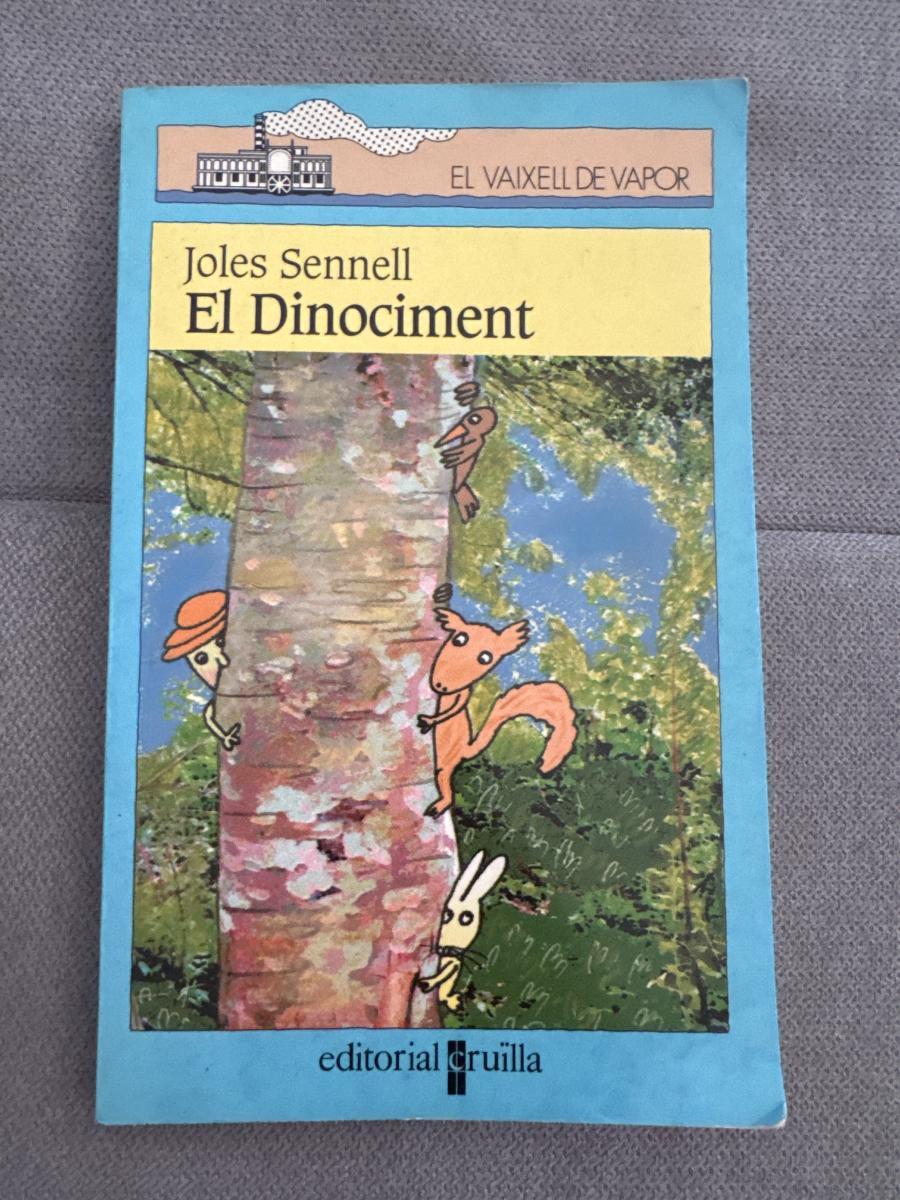 EL VAIXELL DE VAPOR
Joles Sennell
El Dinociment
editorial cruïlla